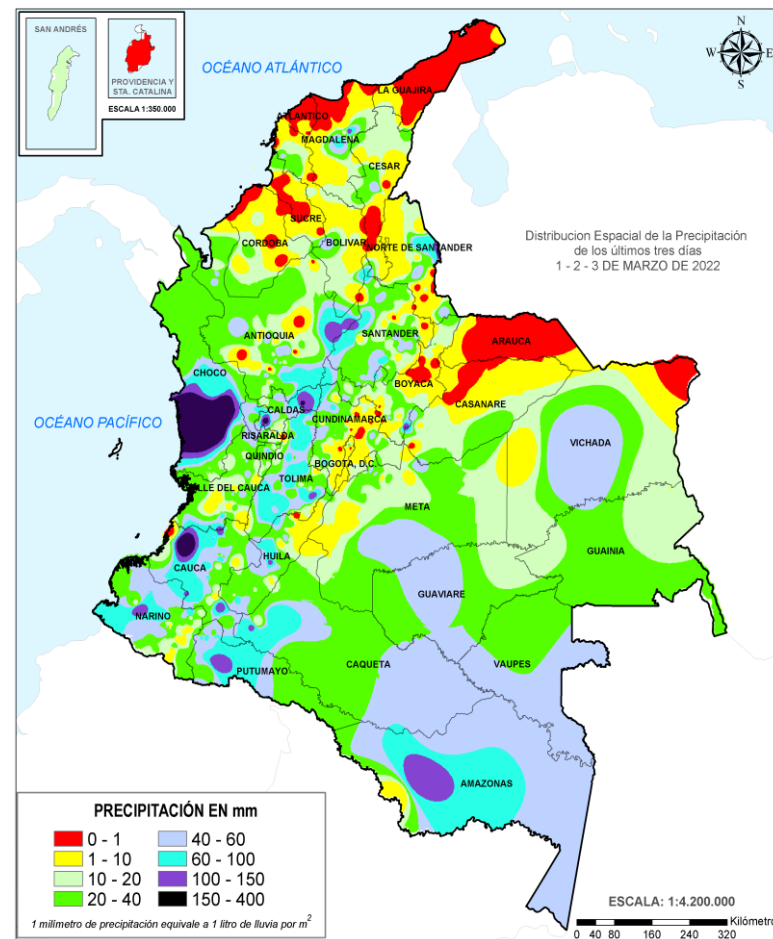 SAN ANDRÉS
PROVIDENCIA Y
STA. CATALINA
ESCALA 1:350.000
N
W
E
S
OCÉANO ATLÁNTICO
LA GUAJIRA
ATLANTICO
MAGDALENA
CESAR
SUCRE
CORDOBA
BOLIVAR
NORTE DE SANTANDER
Distribucion Espacial de la Precipitación
de los últimos tres días
1 - 2 - 3 DE MARZO DE 2022
ANTIOQUIA
SANTANDER
ARAUCA
CHOCO
BOYACA
CASANARE
OCÉANO PACÍFICO
CALDAS
CUNDINAMARCA
RISARALDA
VICHADA
QUINDIO
BOGOTA, D.C.
TOLIMA
VALLE DEL CAUCA
META
GUAINIA
HUILA
CAUCA
GUAVIARE
NARIÑO
CAQUETA
VAUPES
PUTUMAYO
AMAZONAS
PRECIPITACIÓN EN mm
0 - 1
40 - 60
1 - 10
60 - 100
10 - 20
100 - 150
20 - 40
150 - 400
1 milímetro de precipitación equivale a 1 litro de lluvia por m²
ESCALA: 1:4.200.000
Kilómetro
0 40 80 160 240 320